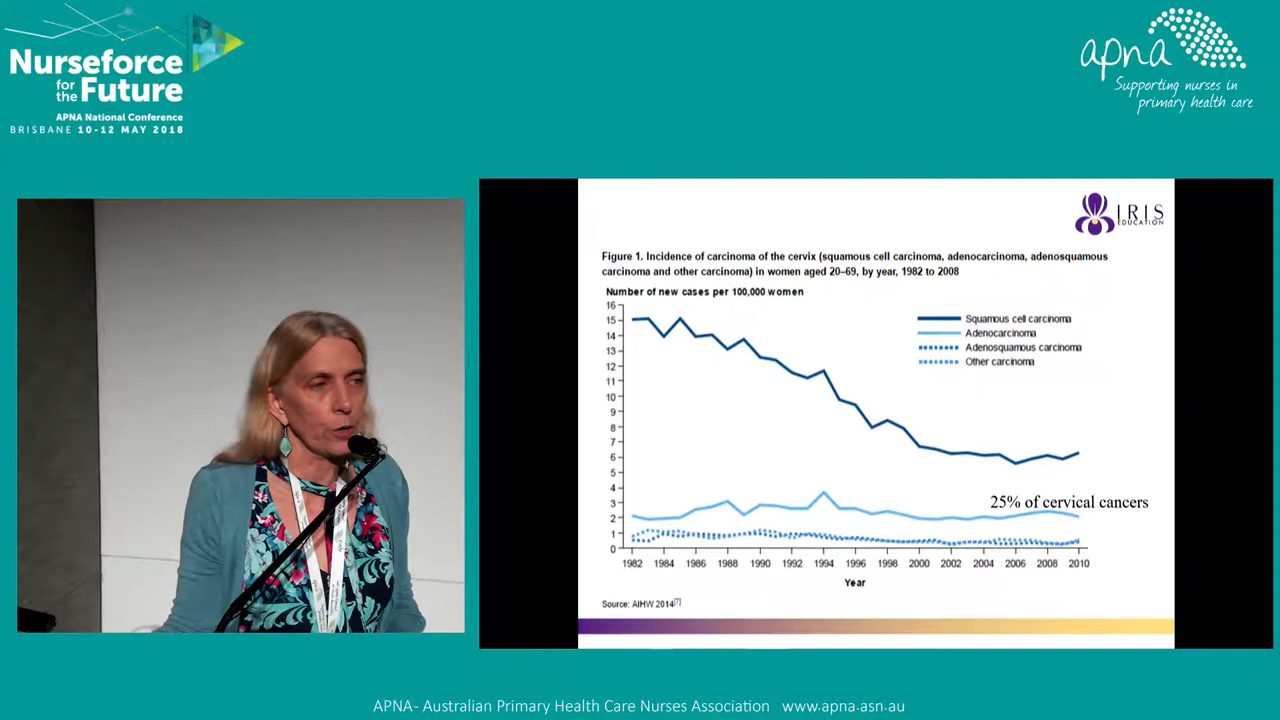 Nurseforce
for the Future
APNA National Conference
BRISBANE 10-12 MAY 2018
apna
Supporting nurses in
primary health care
IRIS
EDUCATION
Figure 1. Incidence of carcinoma of the cervix (squamous cell carcinoma, adenocarcinoma, adenosquamous
carcinoma and other carcinoma) in women aged 20–69, by year, 1982 to 2008
Number of new cases per 100,000 women
16
15
14
13
12
11
10
9
8
7
6
5
4
3
2
1
0
Squamous cell carcinoma
Adenocarcinoma
Adenosquamous carcinoma
Other carcinoma
25% of cervical cancers
1982 1984 1986 1988 1990 1992 1994 1996 1998 2000 2002 2004 2006 2008 2010
Year
Source: AIHW 2014[7]
APNA- Australian Primary Health Care Nurses Association www.apna.asn.au